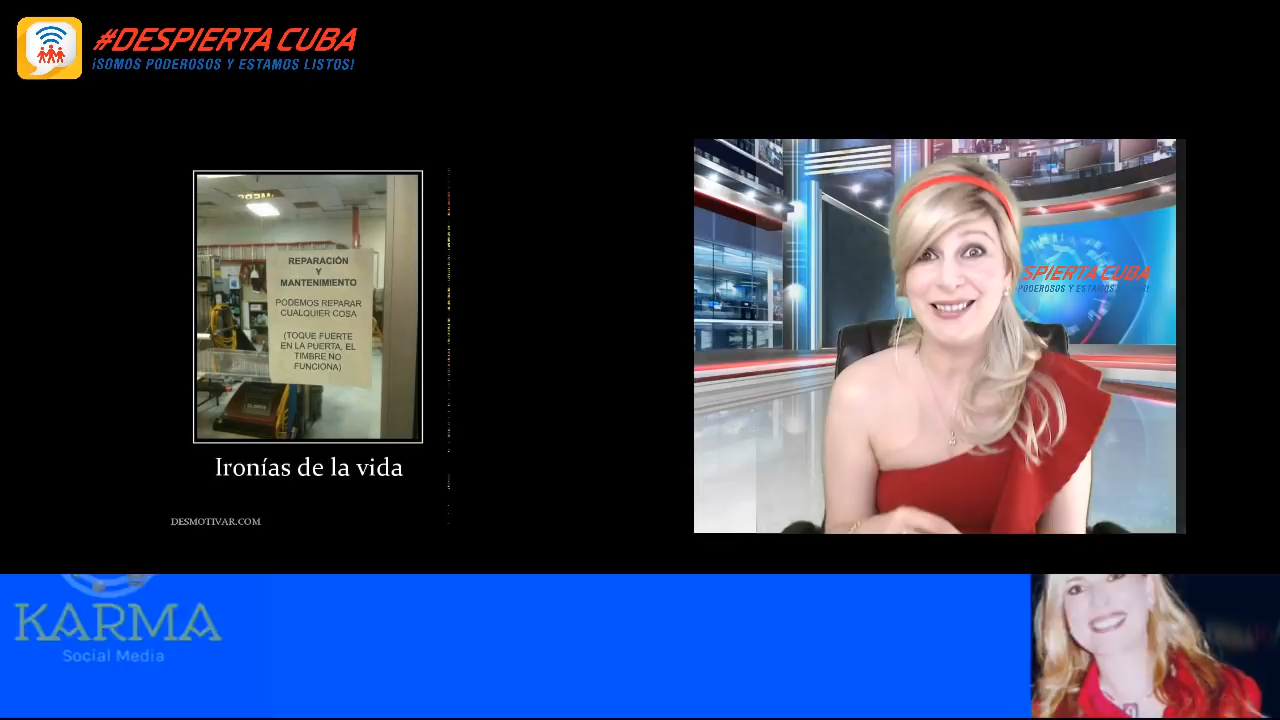 #DESPIERTA CUBA
¡SOMOS PODEROSOS Y ESTAMOS LISTOS!
REPARACIÓN
Y
MANTENIMIENTO
PODEMOS REPARAR
CUALQUIER COSA
(TOQUE FUERTE
EN LA PUERTA, EL
TIMBRE NO
FUNCIONA)
Ironías de la vida
DESMOTIVAR.COM
SPIERTA CUBA
PODEROSOS Y ESTAMOS
KARMA
Social Media